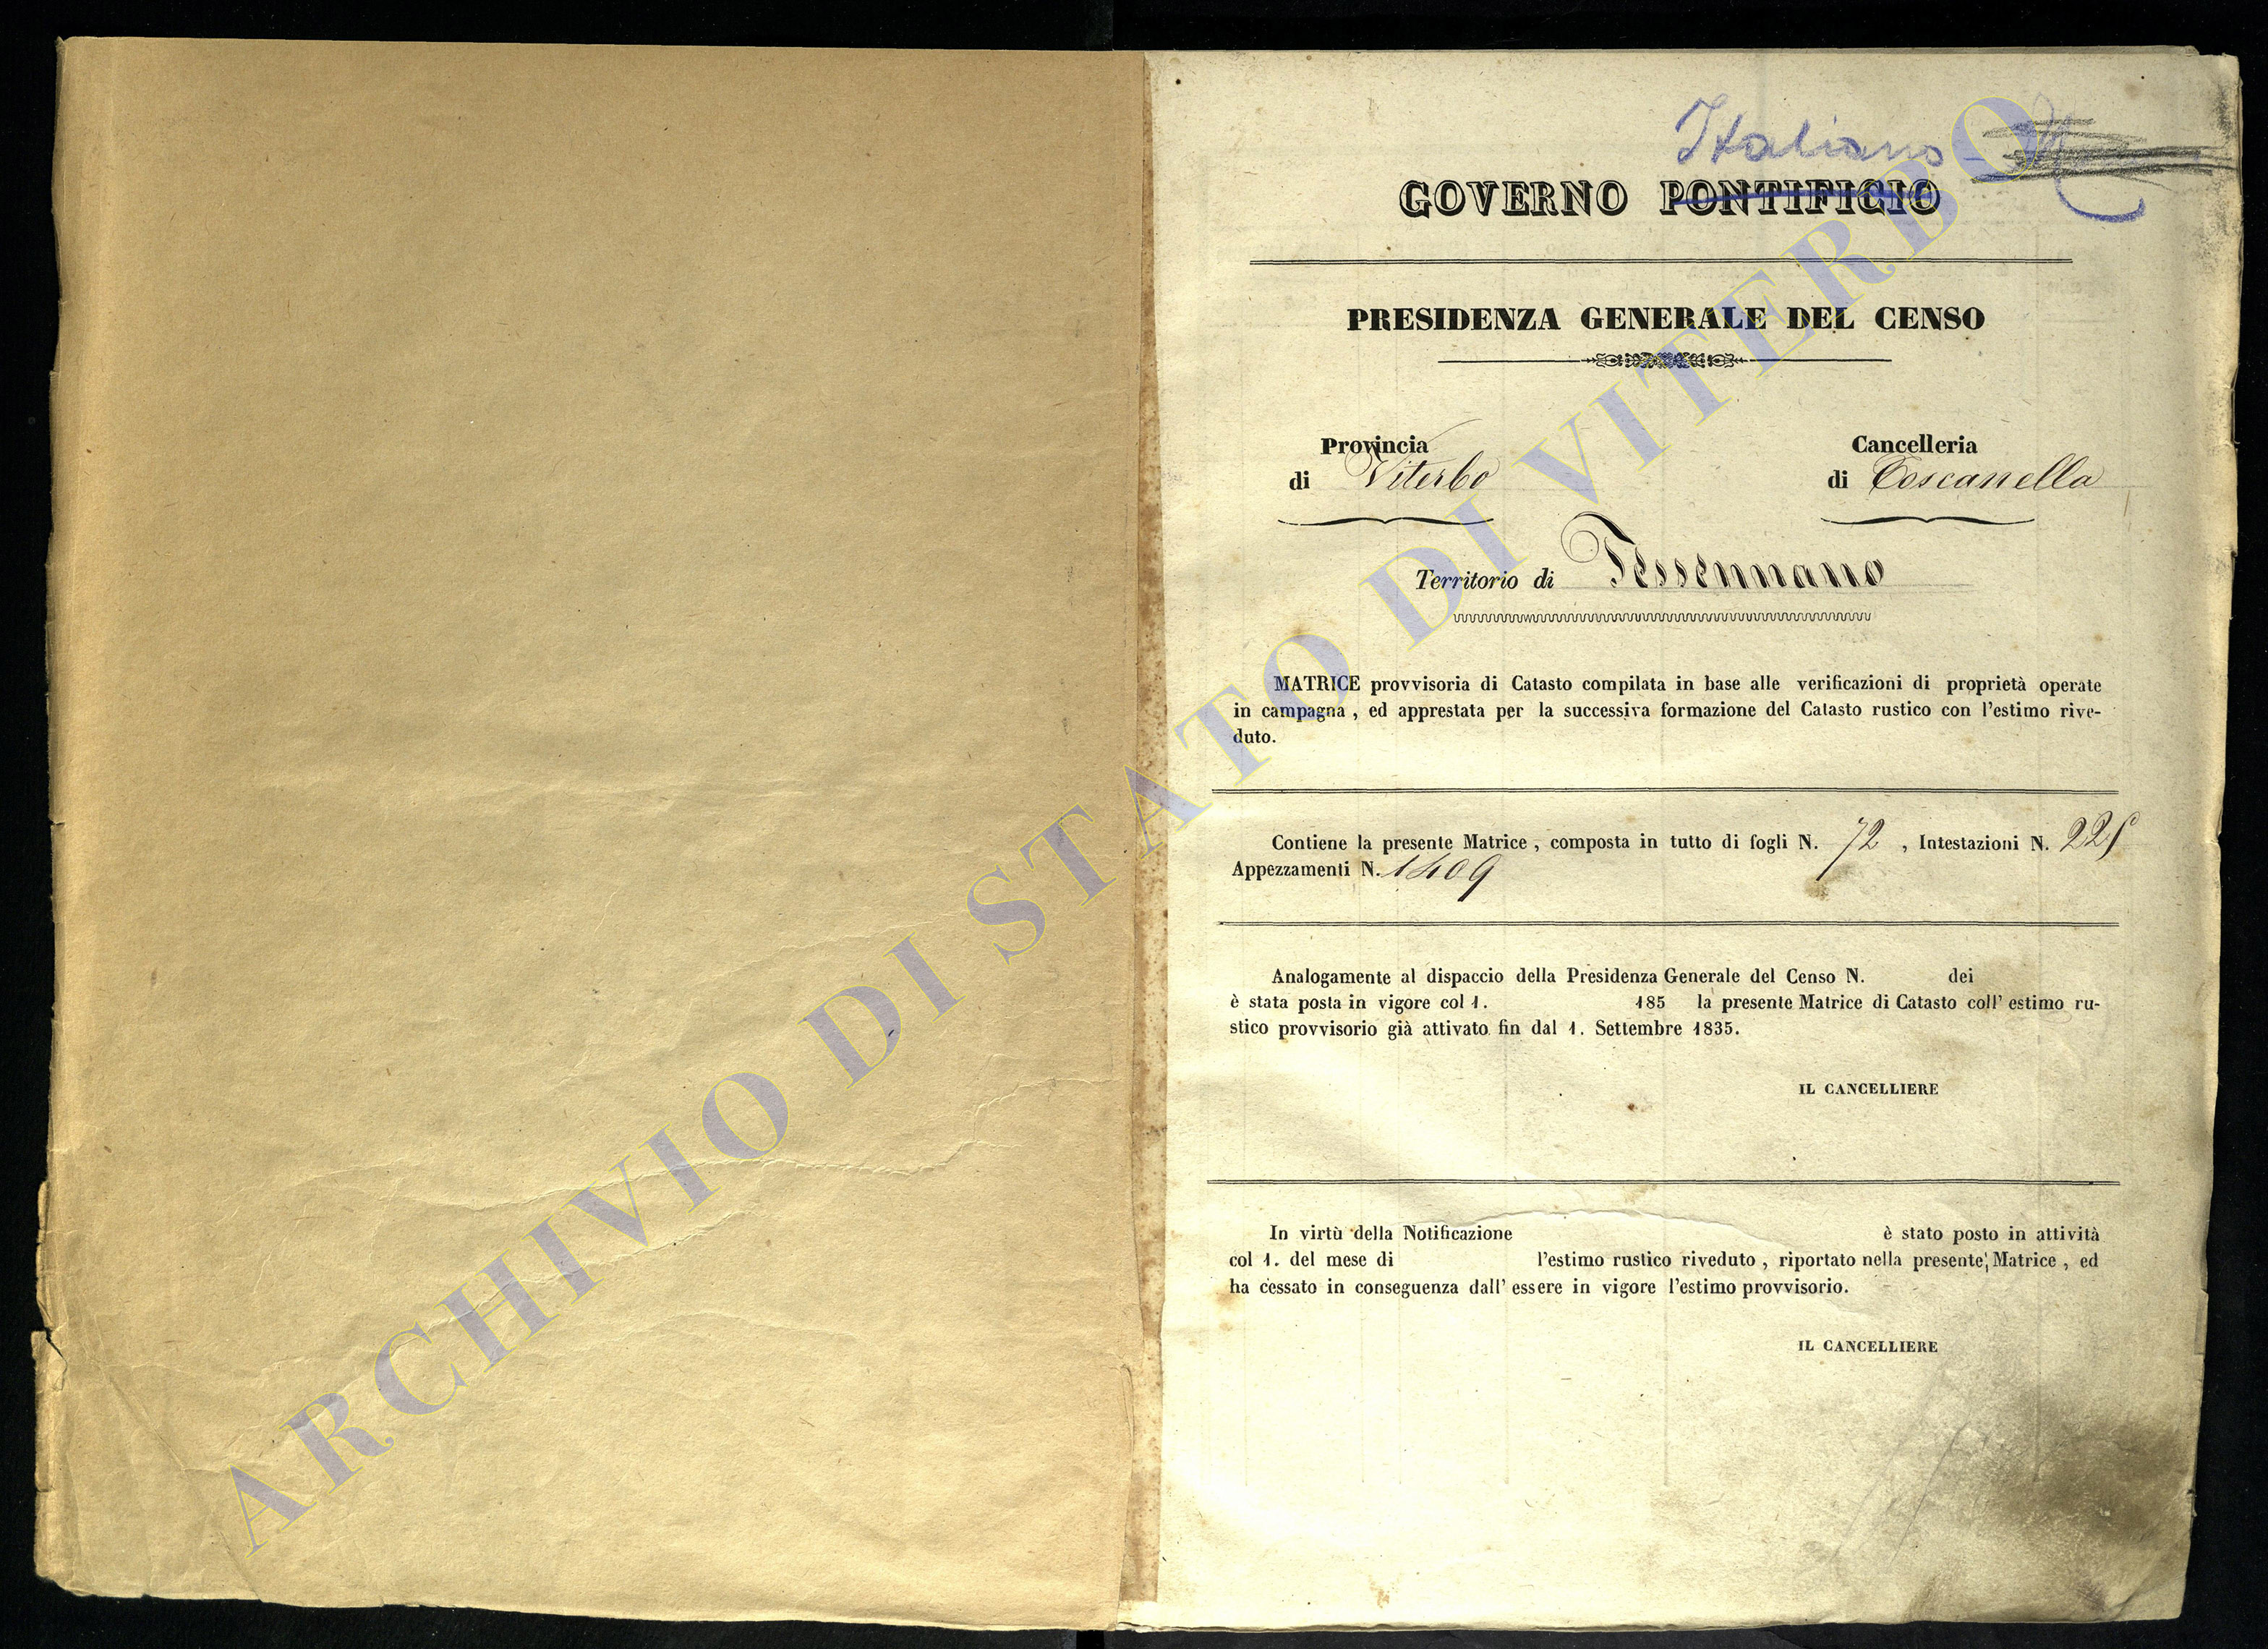 Italiano
GOVERNO PONTIFICIO
PRESIDENZA GENERALE DEL CENSO
Provincia
di Viterbo
Cancelleria
di Toscanella
Territorio di Tessennano
MATRICE provvisoria di Catasto compilata in base alle verificazioni di proprietà operate
in campagna , ed apprestata per la successiva formazione del Catasto rustico con l'estimo rive-
duto.
Contiene la presente Matrice , composta in tutto di fogli N. 72 , Intestazioni N. 225
Appezzamenti N. 1409
Analogamente al dispaccio della Presidenza Generale del Censo N. dei
è stata posta in vigore col 1. 185 la presente Matrice di Catasto coll' estimo ru-
stico provvisorio già attivato fin dal 1. Settembre 1835.
IL CANCELLIERE
In virtù della Notificazione è stato posto in attività
col 1. del mese di l'estimo rustico riveduto , riportato nella presente Matrice , ed
ha cessato in conseguenza dall' essere in vigore l'estimo provvisorio.
IL CANCELLIERE
ARCHIVIO DI STATO DI VITERBO